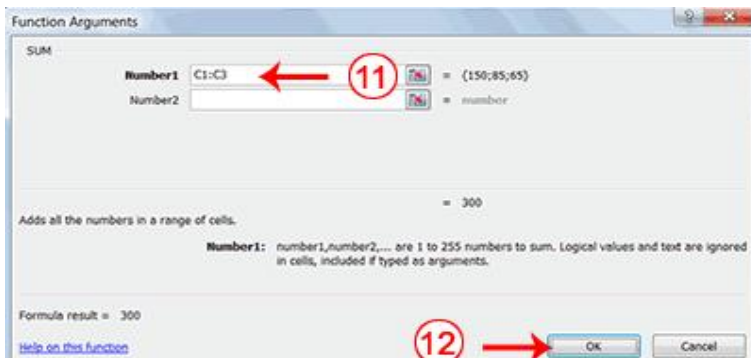 Function Arguments
SUM
Number1 C1:C3 11 = {150;85;65}
Number2 = number
= 300
Adds all the numbers in a range of cells.
Number1: number1,number2,... are 1 to 255 numbers to sum. Logical values and text are ignored
in cells, included if typed as arguments.
Formula result = 300
Help on this function 12 OK Cancel